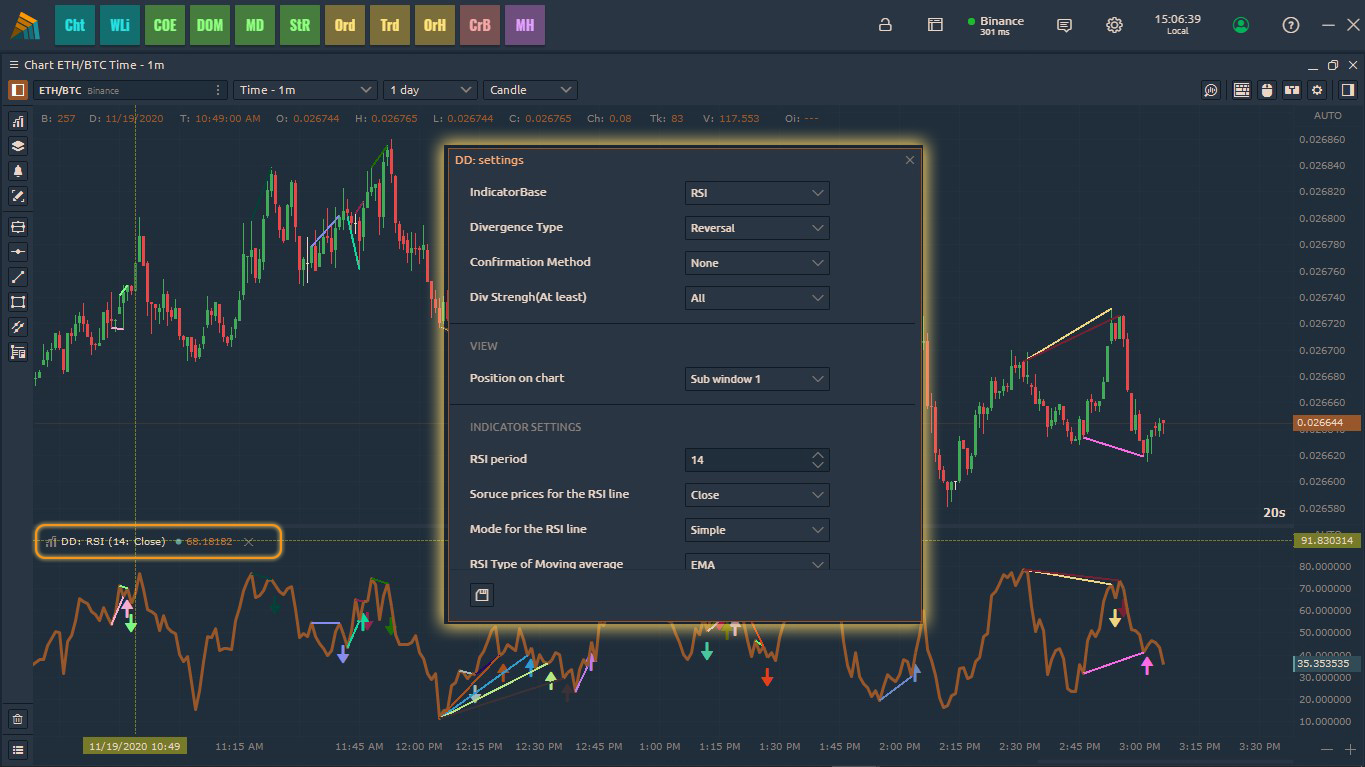 Cht WLi COE DOM MD StR Ord Trd OrH CrB MH
Binance
301 ms
15:06:39
Local
Chart ETH/BTC Time - 1m
ETH/BTC Binance Time - 1m 1 day Candle
B: 257 D: 11/19/2020 T: 10:49:00 AM O: 0.026744 H: 0.026765 L: 0.026744 C: 0.026765 Ch: 0.08 Tk: 83 V: 117.553 Oi: ---
AUTO
0.026860
0.026840
0.026820
0.026800
0.026780
0.026760
0.026740
0.026720
0.026700
0.026680
0.026660
0.026644
0.026620
0.026600
0.026580
20s
DD: settings
IndicatorBase RSI
Divergence Type Reversal
Confirmation Method None
Div Strengh(At least) All
VIEW
Position on chart Sub window 1
INDICATOR SETTINGS
RSI period 14
Soruce prices for the RSI line Close
Mode for the RSI line Simple
RSI Type of Moving average EMA
DD: RSI (14: Close) 68.18182
91.830314
80.000000
70.000000
60.000000
50.000000
40.000000
35.353535
30.000000
20.000000
10.000000
11/19/2020 10:49 11:15 AM 11:45 AM 12:00 PM 12:15 PM 12:30 PM 12:45 PM 1:00 PM 1:15 PM 1:30 PM 1:45 PM 2:00 PM 2:15 PM 2:30 PM 2:45 PM 3:00 PM 3:15 PM 3:30 PM